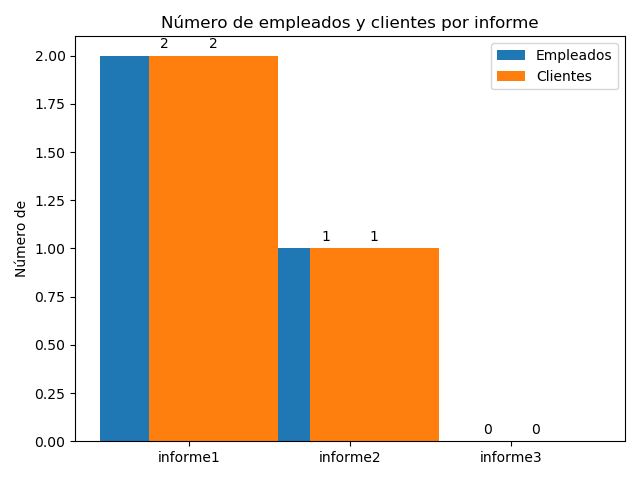 Número de empleados y clientes por informe
Empleados
Clientes
2 2
1 1
0 0
2.00
1.75
1.50
1.25
1.00
0.75
0.50
0.25
0.00
Número de
informe1 informe2 informe3